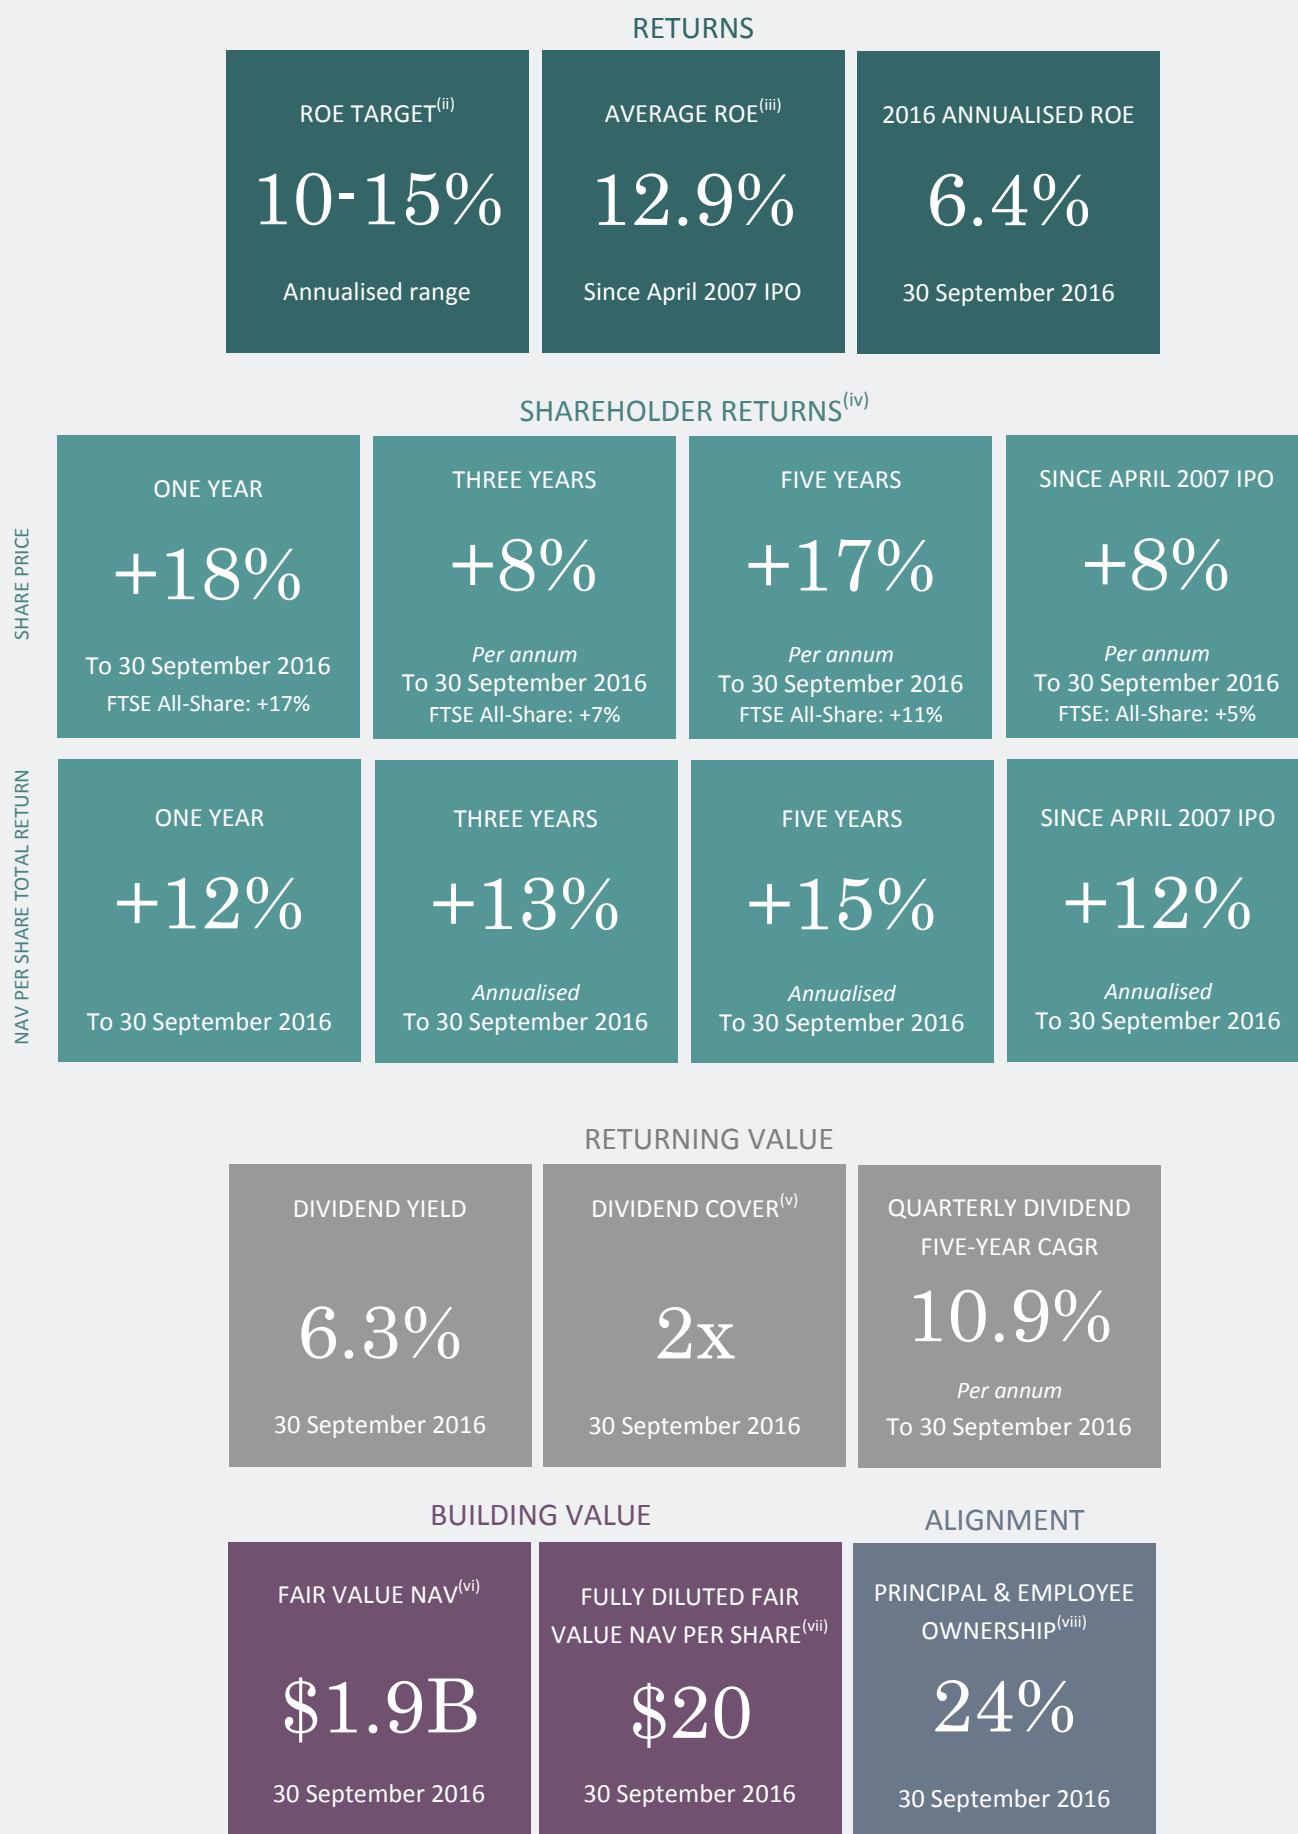 RETURNS
ROE TARGET(ii)
10-15%
Annualised range
AVERAGE ROE(iii)
12.9%
Since April 2007 IPO
2016 ANNUALISED ROE
6.4%
30 September 2016
SHAREHOLDER RETURNS(iv)
SHARE PRICE
ONE YEAR
+18%
To 30 September 2016
FTSE All-Share: +17%
THREE YEARS
+8%
Per annum
To 30 September 2016
FTSE All-Share: +7%
FIVE YEARS
+17%
Per annum
To 30 September 2016
FTSE All-Share: +11%
SINCE APRIL 2007 IPO
+8%
Per annum
To 30 September 2016
FTSE: All-Share: +5%
NAV PER SHARE TOTAL RETURN
ONE YEAR
+12%
To 30 September 2016
THREE YEARS
+13%
Annualised
To 30 September 2016
FIVE YEARS
+15%
Annualised
To 30 September 2016
SINCE APRIL 2007 IPO
+12%
Annualised
To 30 September 2016
RETURNING VALUE
DIVIDEND YIELD
6.3%
30 September 2016
DIVIDEND COVER(v)
2x
30 September 2016
QUARTERLY DIVIDEND
FIVE-YEAR CAGR
10.9%
Per annum
To 30 September 2016
BUILDING VALUE
FAIR VALUE NAV(vi)
$1.9B
30 September 2016
FULLY DILUTED FAIR
VALUE NAV PER SHARE(vii)
$20
30 September 2016
ALIGNMENT
PRINCIPAL & EMPLOYEE
OWNERSHIP(viii)
24%
30 September 2016